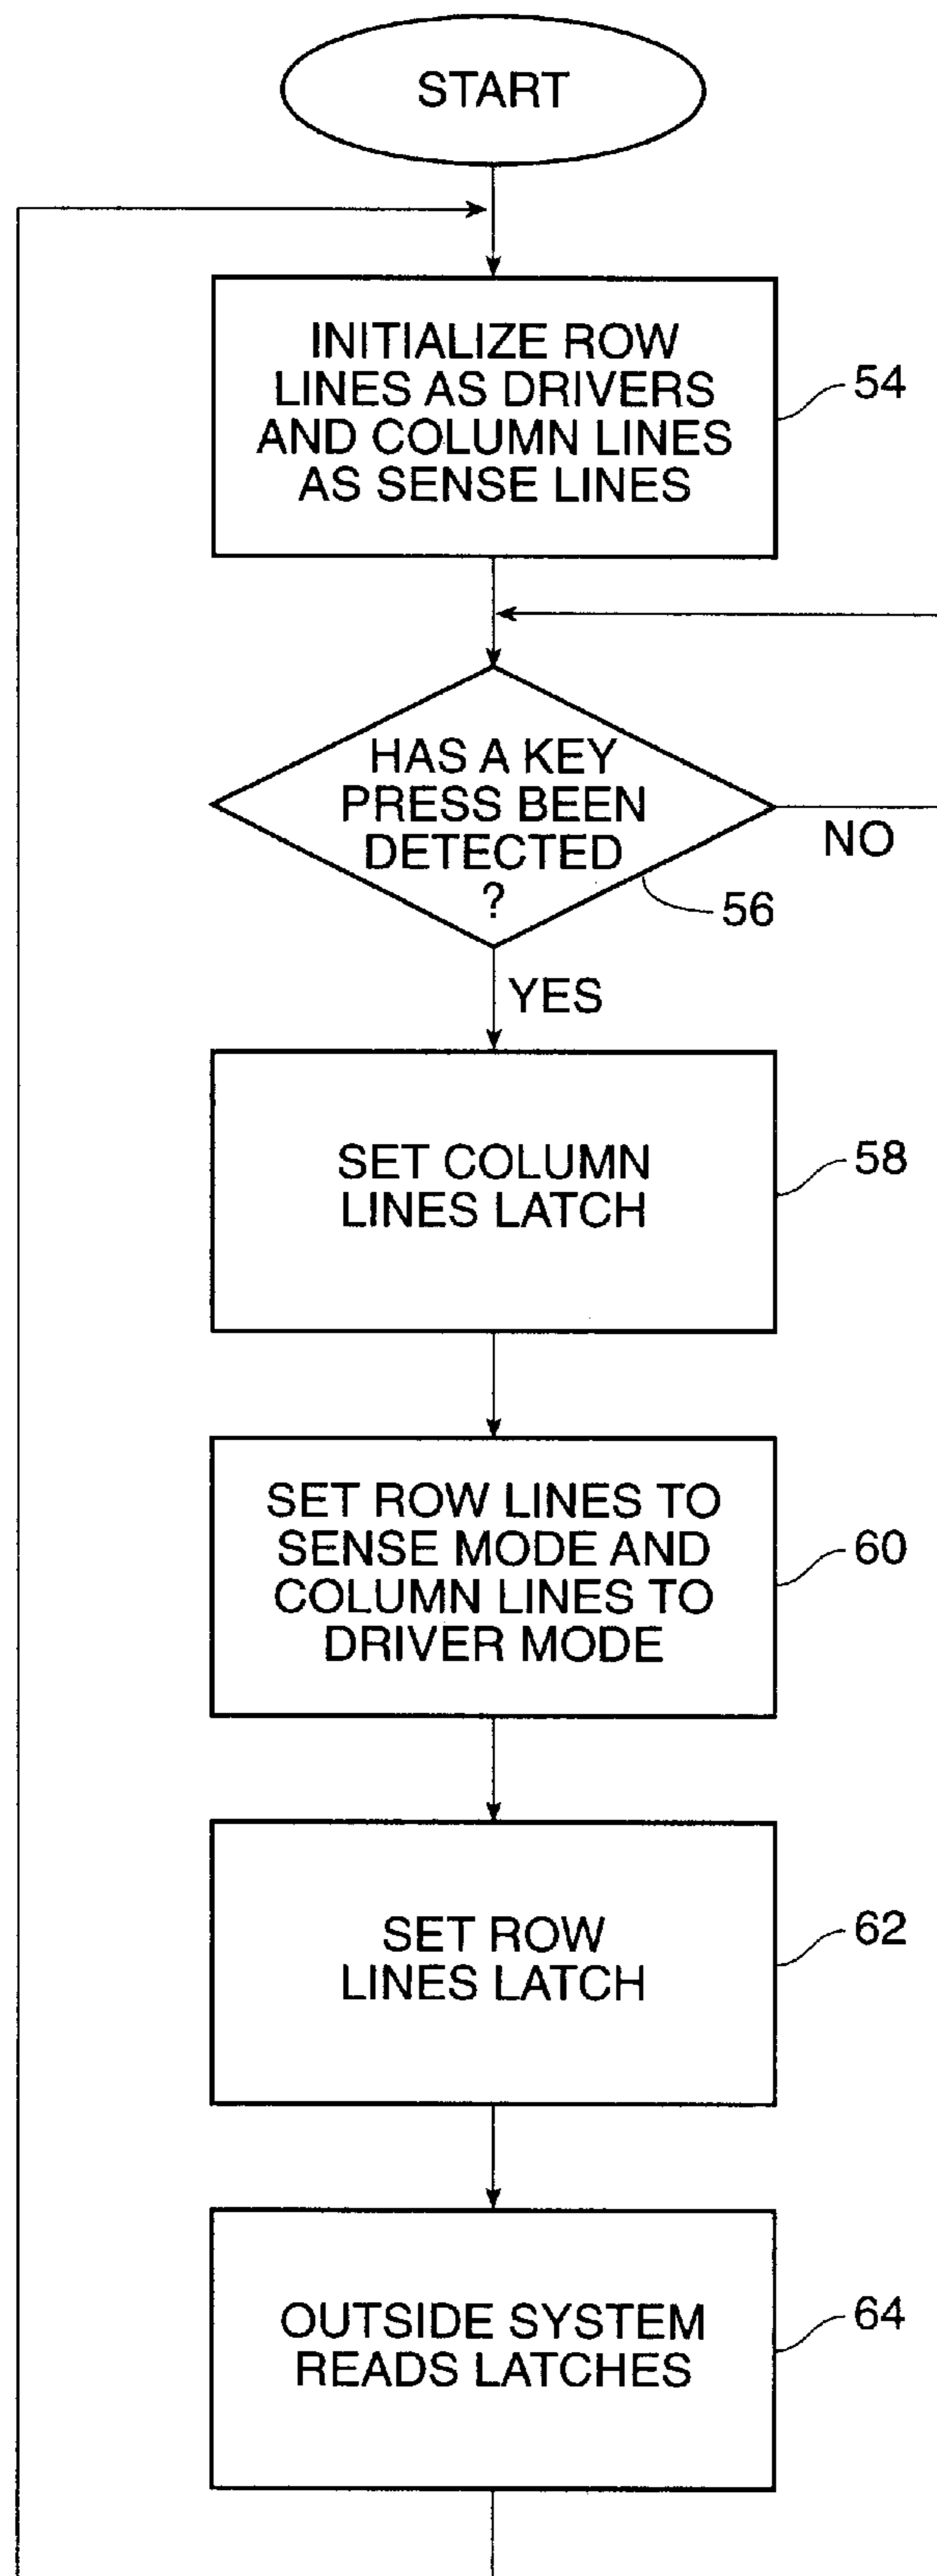 START
INITIALIZE ROW
LINES AS DRIVERS
AND COLUMN LINES
AS SENSE LINES
54
HAS A KEY
PRESS BEEN
DETECTED
?
NO
56
YES
SET COLUMN
LINES LATCH
58
SET ROW LINES TO
SENSE MODE AND
COLUMN LINES TO
DRIVER MODE
60
SET ROW
LINES LATCH
62
OUTSIDE SYSTEM
READS LATCHES
64